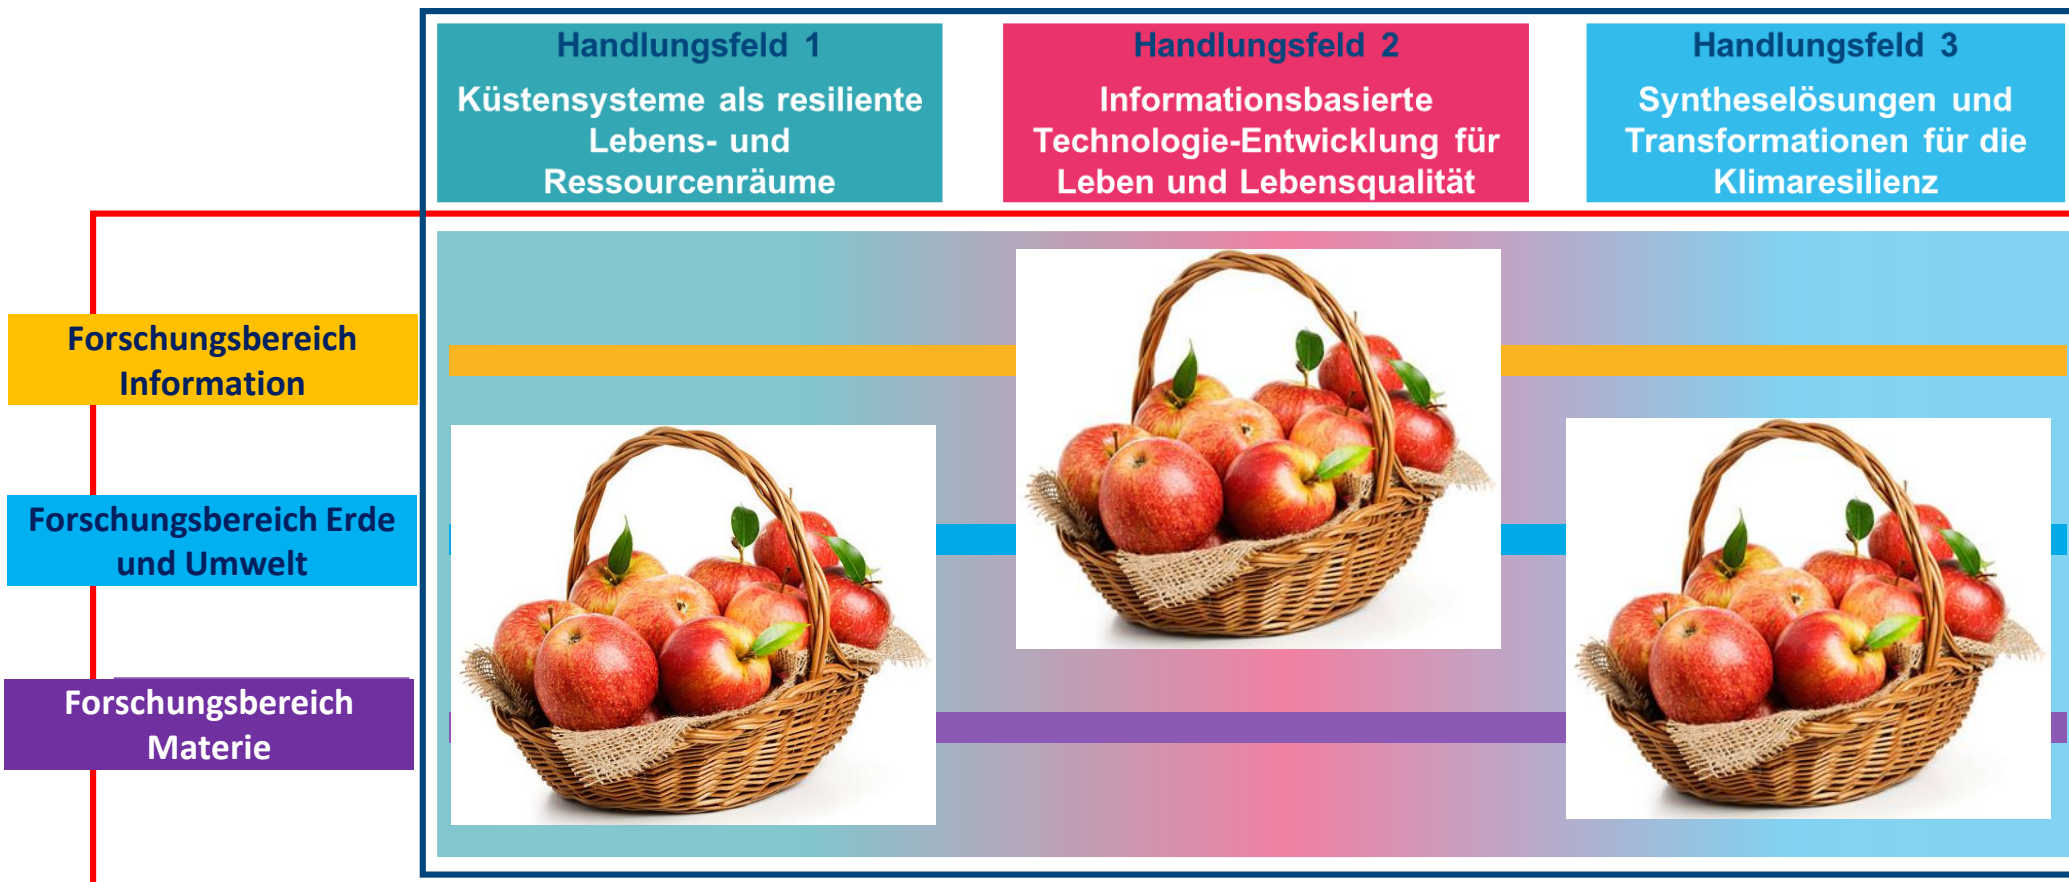 Handlungsfeld 1
Küstensysteme als resiliente
Lebens- und
Ressourcenräume
Handlungsfeld 2
Informationsbasierte
Technologie-Entwicklung für
Leben und Lebensqualität
Handlungsfeld 3
Syntheselösungen und
Transformationen für die
Klimaresilienz
Forschungsbereich
Information
Forschungsbereich Erde
und Umwelt
Forschungsbereich
Materie